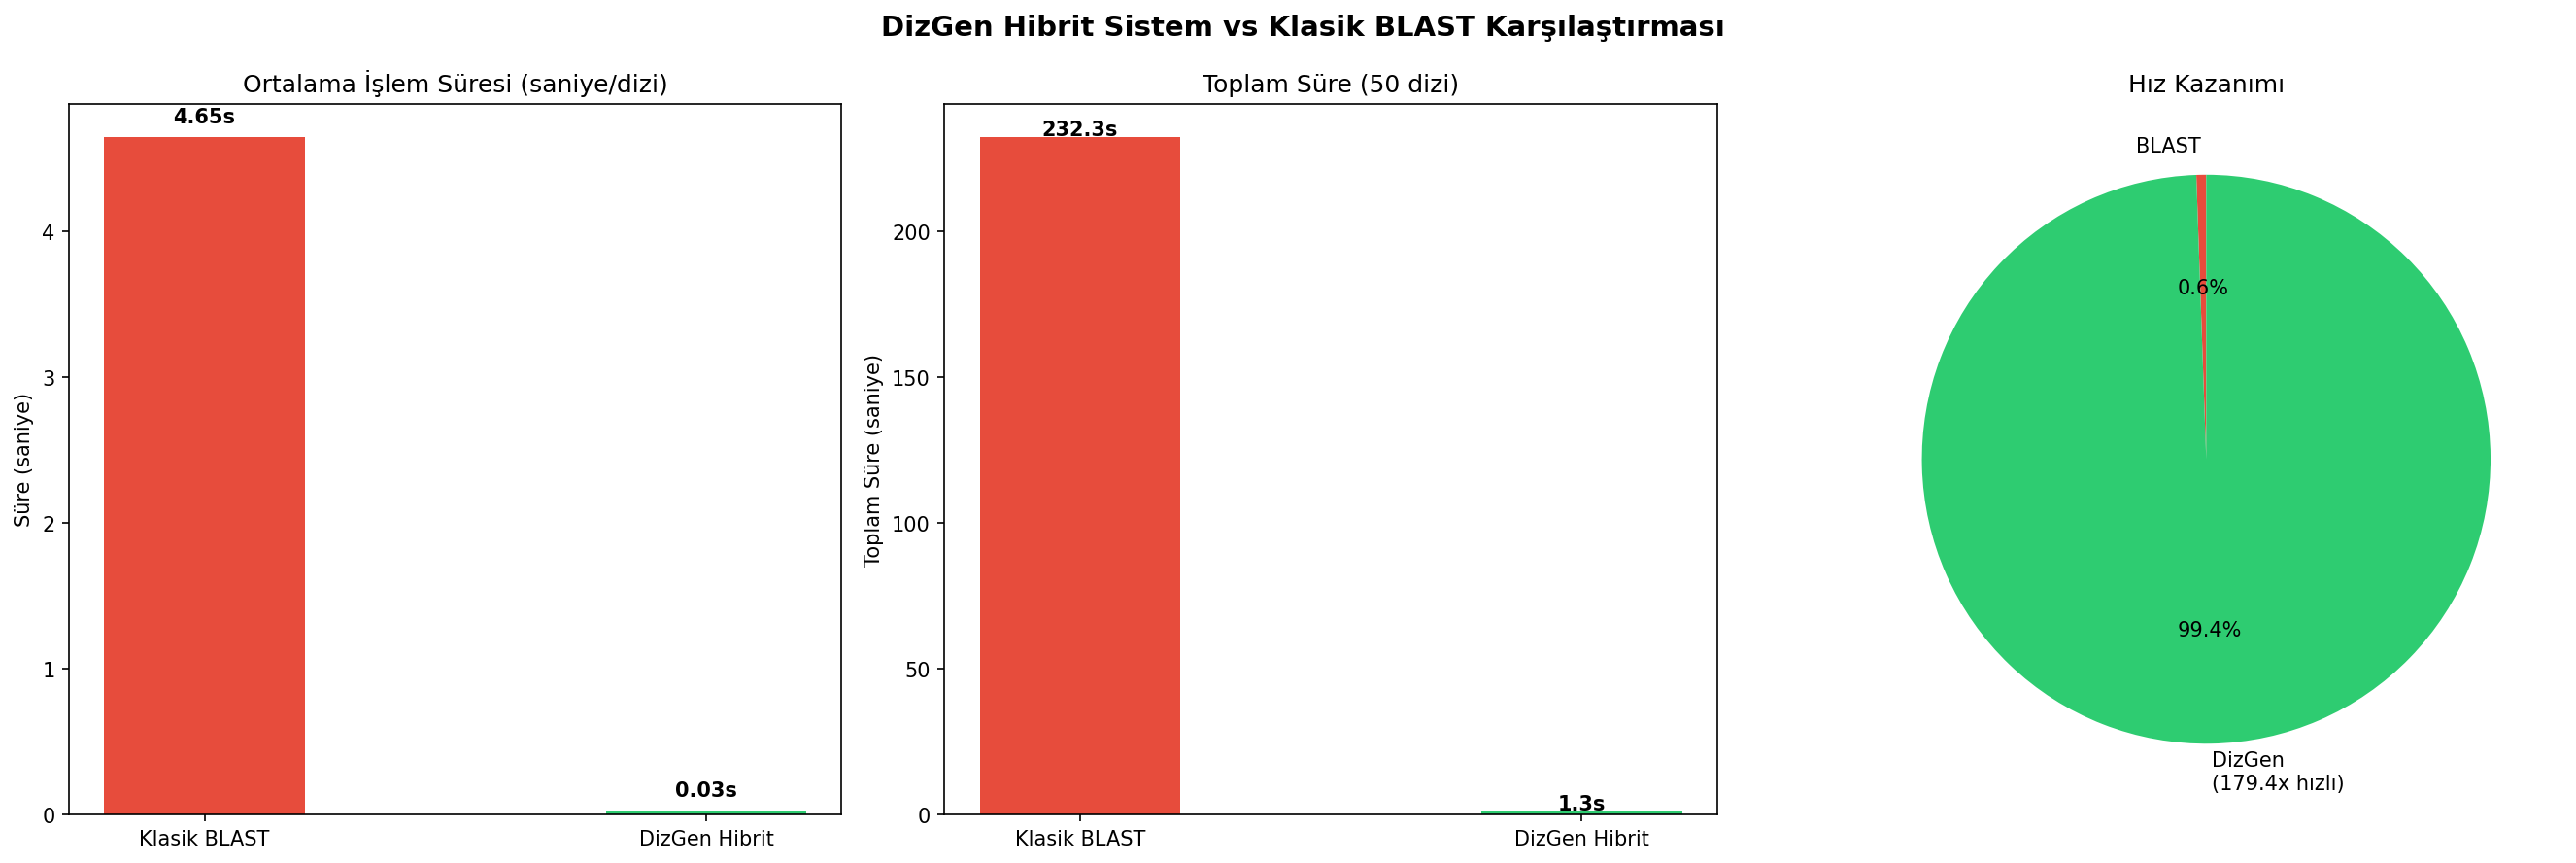 DizGen Hibrit Sistem vs Klasik BLAST Karşılaştırması
Ortalama İşlem Süresi (saniye/dizi)
Süre (saniye)
4
3
2
1
0
4.65s
0.03s
Klasik BLAST
DizGen Hibrit
Toplam Süre (50 dizi)
Toplam Süre (saniye)
200
150
100
50
0
232.3s
1.3s
Klasik BLAST
DizGen Hibrit
Hız Kazanımı
BLAST
0.6%
99.4%
DizGen
(179.4x hızlı)